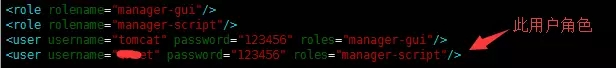 <role rolename="manager-gui"/>
<role rolename="manager-script"/>
<user username="tomcat" password="123456" roles="manager-gui"/>
<user username="et" password="123456" roles="manager-script"/>
此用户角色